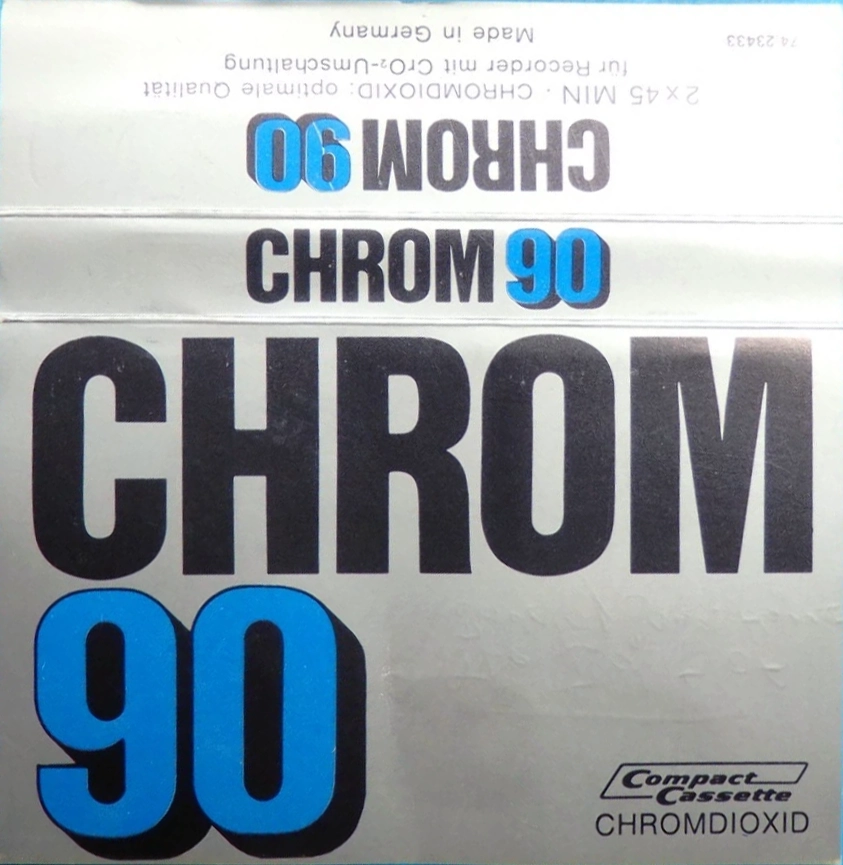 Made in Germany
74 23433
für Recorder mit CrO₂-Umschaltung
2 x 45 MIN · CHROMDIOXID: optimale Qualität
CHROM 90
CHROM 90
CHROM
90
Compact
Cassette
CHROMDIOXID